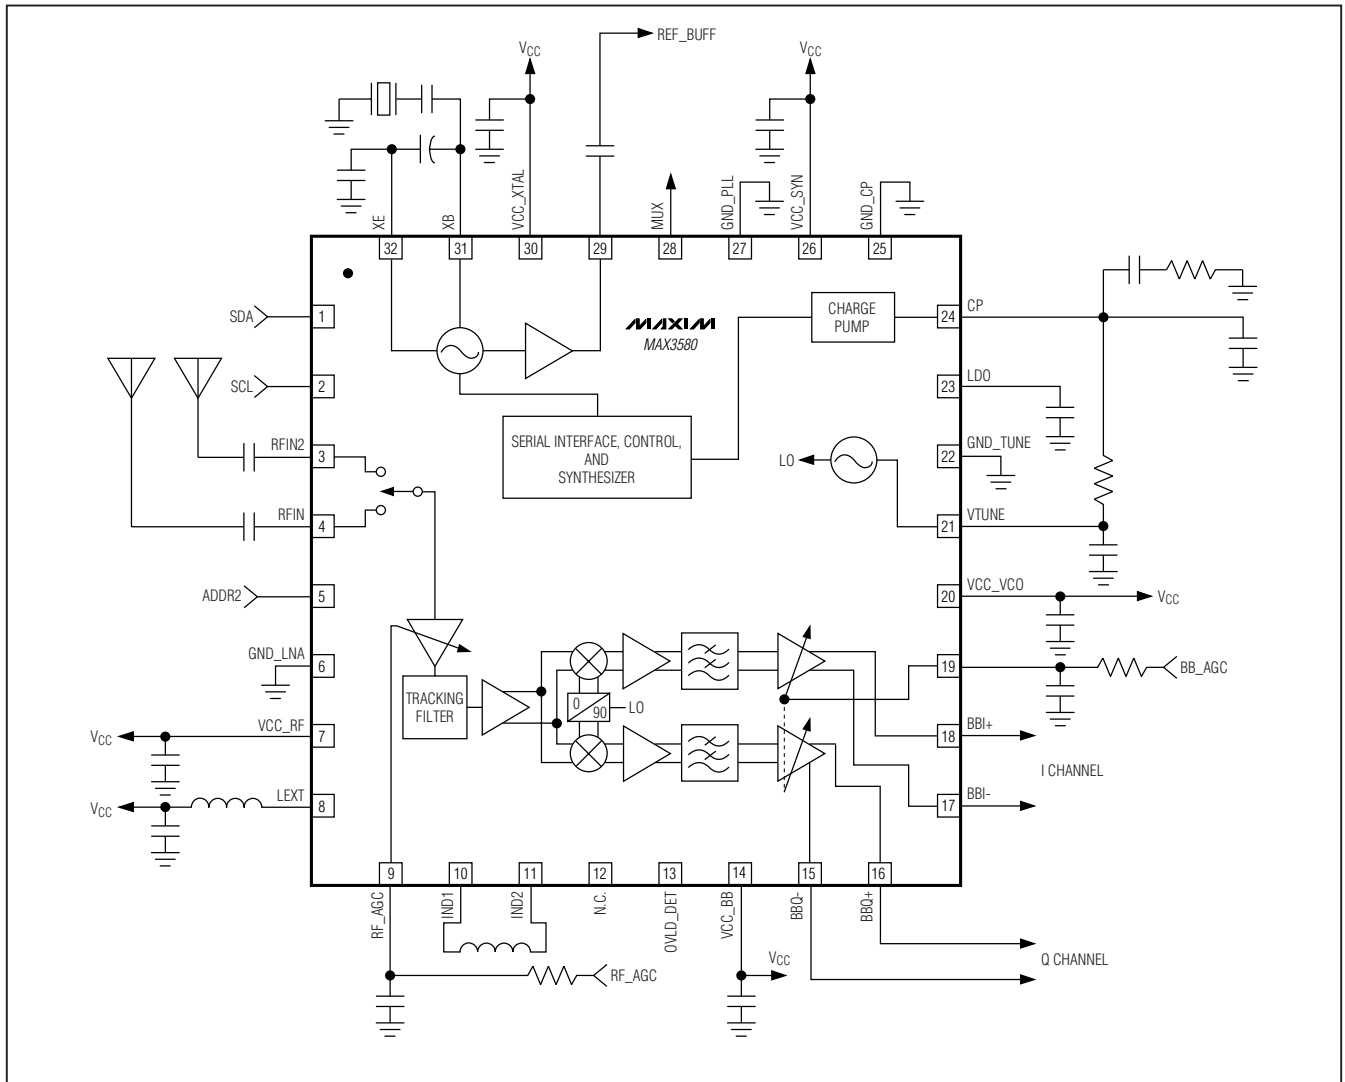 REF_BUFF
VCC
VCC
XE
XB
VCC_XTAL
MUX
GND_PLL
VCC_SYN
GND_CP
32
31
30
29
28
27
26
25
SDA
1
MAXIM
MAX3580
CHARGE
PUMP
24
CP
SCL
2
23
LDO
RFIN2
3
SERIAL INTERFACE, CONTROL,
AND
SYNTHESIZER
LO
22
GND_TUNE
RFIN
4
21
VTUNE
ADDR2
5
20
VCC_VCO
VCC
GND_LNA
6
19
BB_AGC
TRACKING
FILTER
0
90
LO
VCC
VCC_RF
7
18
BBI+
I CHANNEL
VCC
LEXT
8
17
BBI-
9
10
11
12
13
14
15
16
RF_AGC
IND1
IND2
N.C.
OVLD_DET
VCC_BB
BBQ-
BBQ+
VCC
Q CHANNEL
RF_AGC